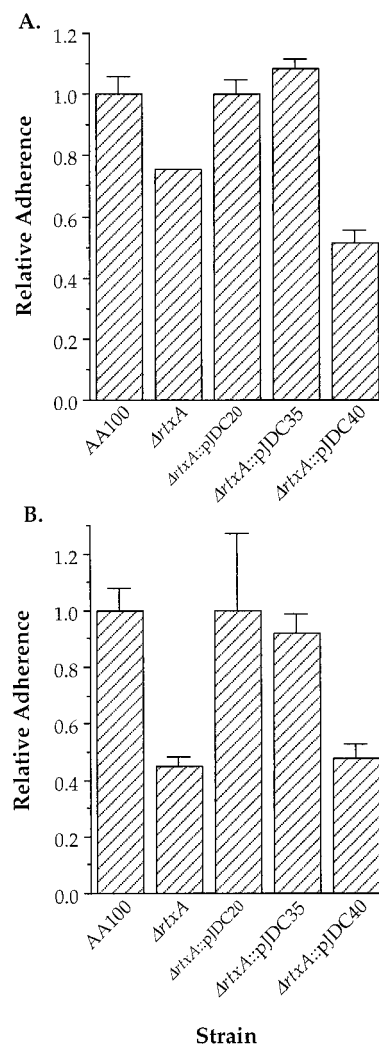 A.
1.2
1.0
0.8
0.6
0.4
0.2
0.0
Relative Adherence
AA100
ΔrtxA
ΔrtxA::pJDC20
ΔrtxA::pJDC35
ΔrtxA::pJDC40
B.
1.2
1.0
0.8
0.6
0.4
0.2
0.0
Relative Adherence
AA100
ΔrtxA
ΔrtxA::pJDC20
ΔrtxA::pJDC35
ΔrtxA::pJDC40
Strain